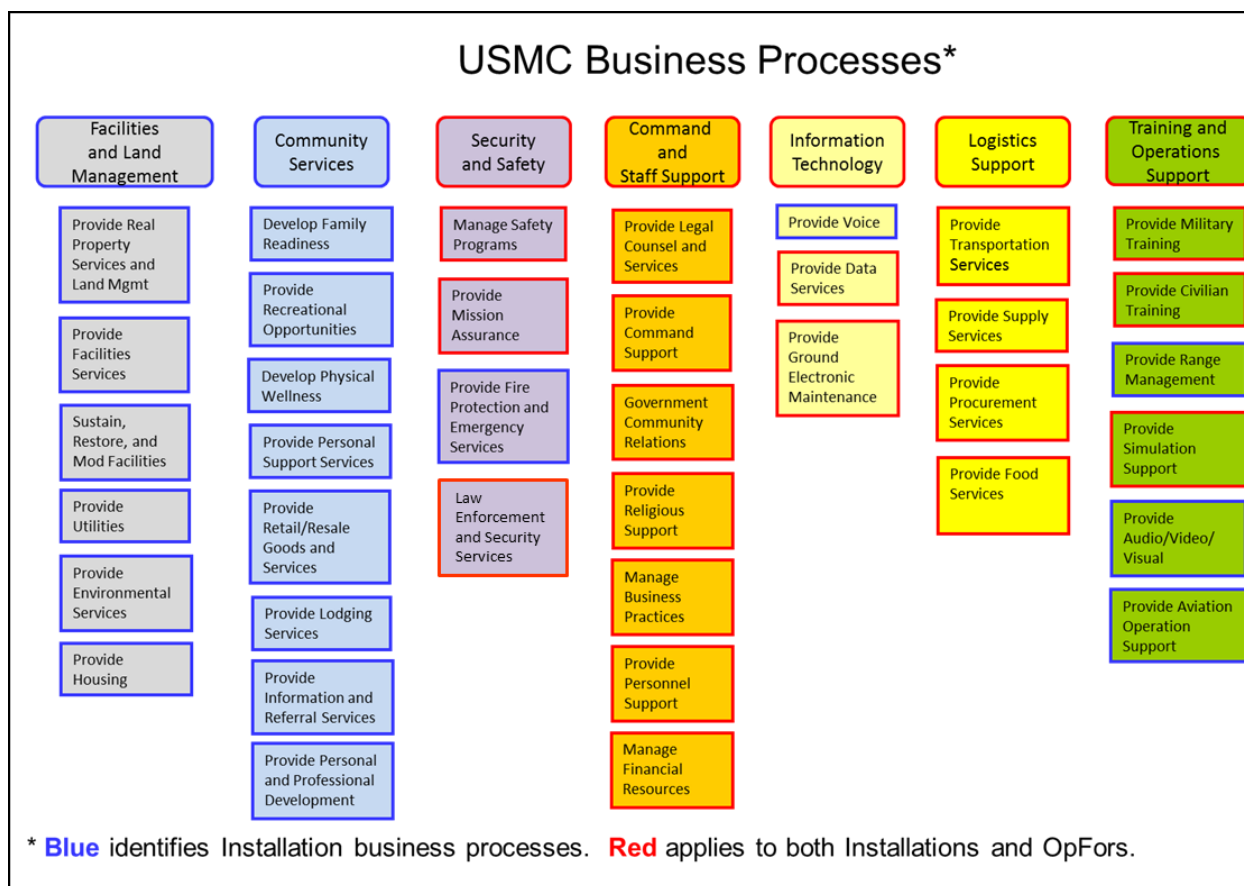 USMC Business Processes*
Facilities
and Land
Management
Provide Real
Property
Services and
Land Mgmt
Provide
Facilities
Services
Sustain,
Restore, and
Mod Facilities
Provide
Utilities
Provide
Environmental
Services
Provide
Housing
Community
Services
Develop Family
Readiness
Provide
Recreational
Opportunities
Develop Physical
Wellness
Provide Personal
Support Services
Provide
Retail/Resale
Goods and
Services
Provide Lodging
Services
Provide
Information and
Referral Services
Provide Personal
and Professional
Development
Security
and Safety
Manage Safety
Programs
Provide
Mission
Assurance
Provide Fire
Protection and
Emergency
Services
Law
Enforcement
and Security
Services
Command
and
Staff Support
Provide Legal
Counsel and
Services
Provide
Command
Support
Government
Community
Relations
Provide
Religious
Support
Manage
Business
Practices
Provide
Personnel
Support
Manage
Financial
Resources
Information
Technology
Provide Voice
Provide Data
Services
Provide
Ground
Electronic
Maintenance
Logistics
Support
Provide
Transportation
Services
Provide Supply
Services
Provide
Procurement
Services
Provide Food
Services
Training and
Operations
Support
Provide Military
Training
Provide Civilian
Training
Provide Range
Management
Provide
Simulation
Support
Provide
Audio/Video/
Visual
Provide Aviation
Operation
Support
* Blue identifies Installation business processes. Red applies to both Installations and OpFors.